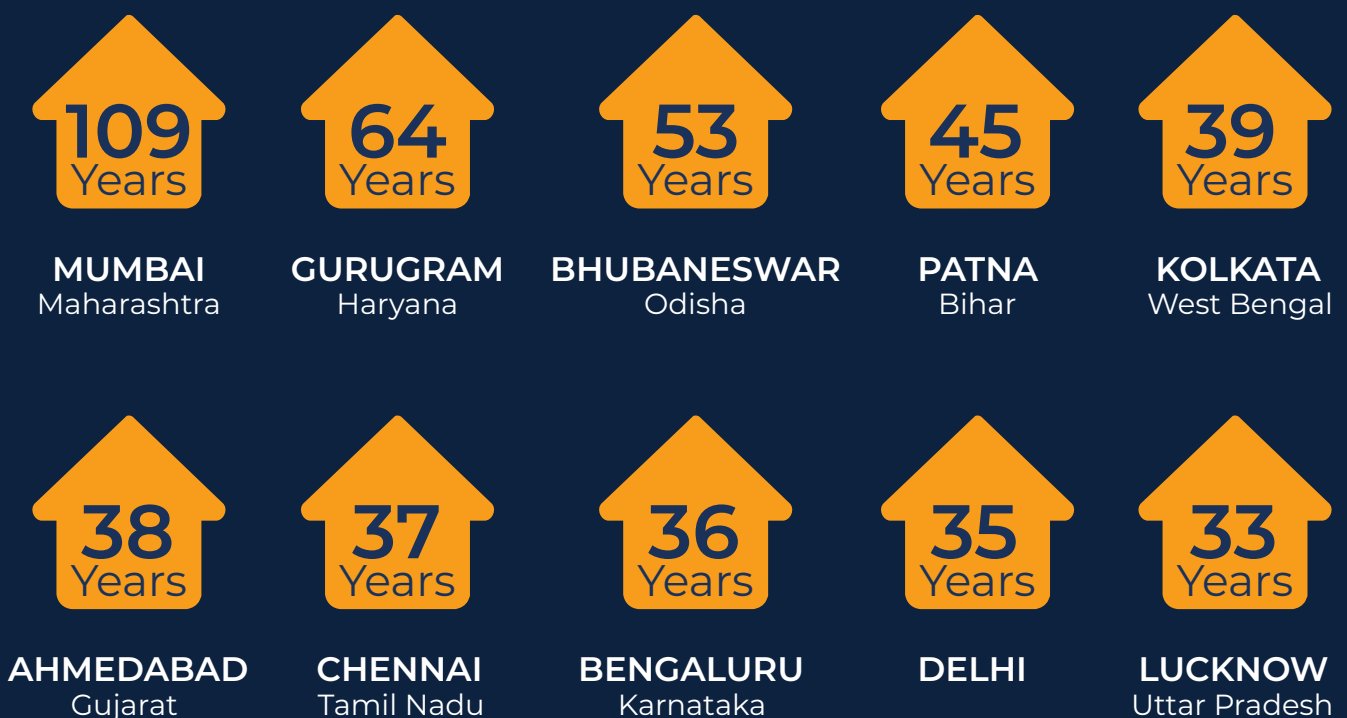 109
Years
MUMBAI
Maharashtra
64
Years
GURUGRAM
Haryana
53
Years
BHUBANESWAR
Odisha
45
Years
PATNA
Bihar
39
Years
KOLKATA
West Bengal
38
Years
AHMEDABAD
Gujarat
37
Years
CHENNAI
Tamil Nadu
36
Years
BENGALURU
Karnataka
35
Years
DELHI
33
Years
LUCKNOW
Uttar Pradesh